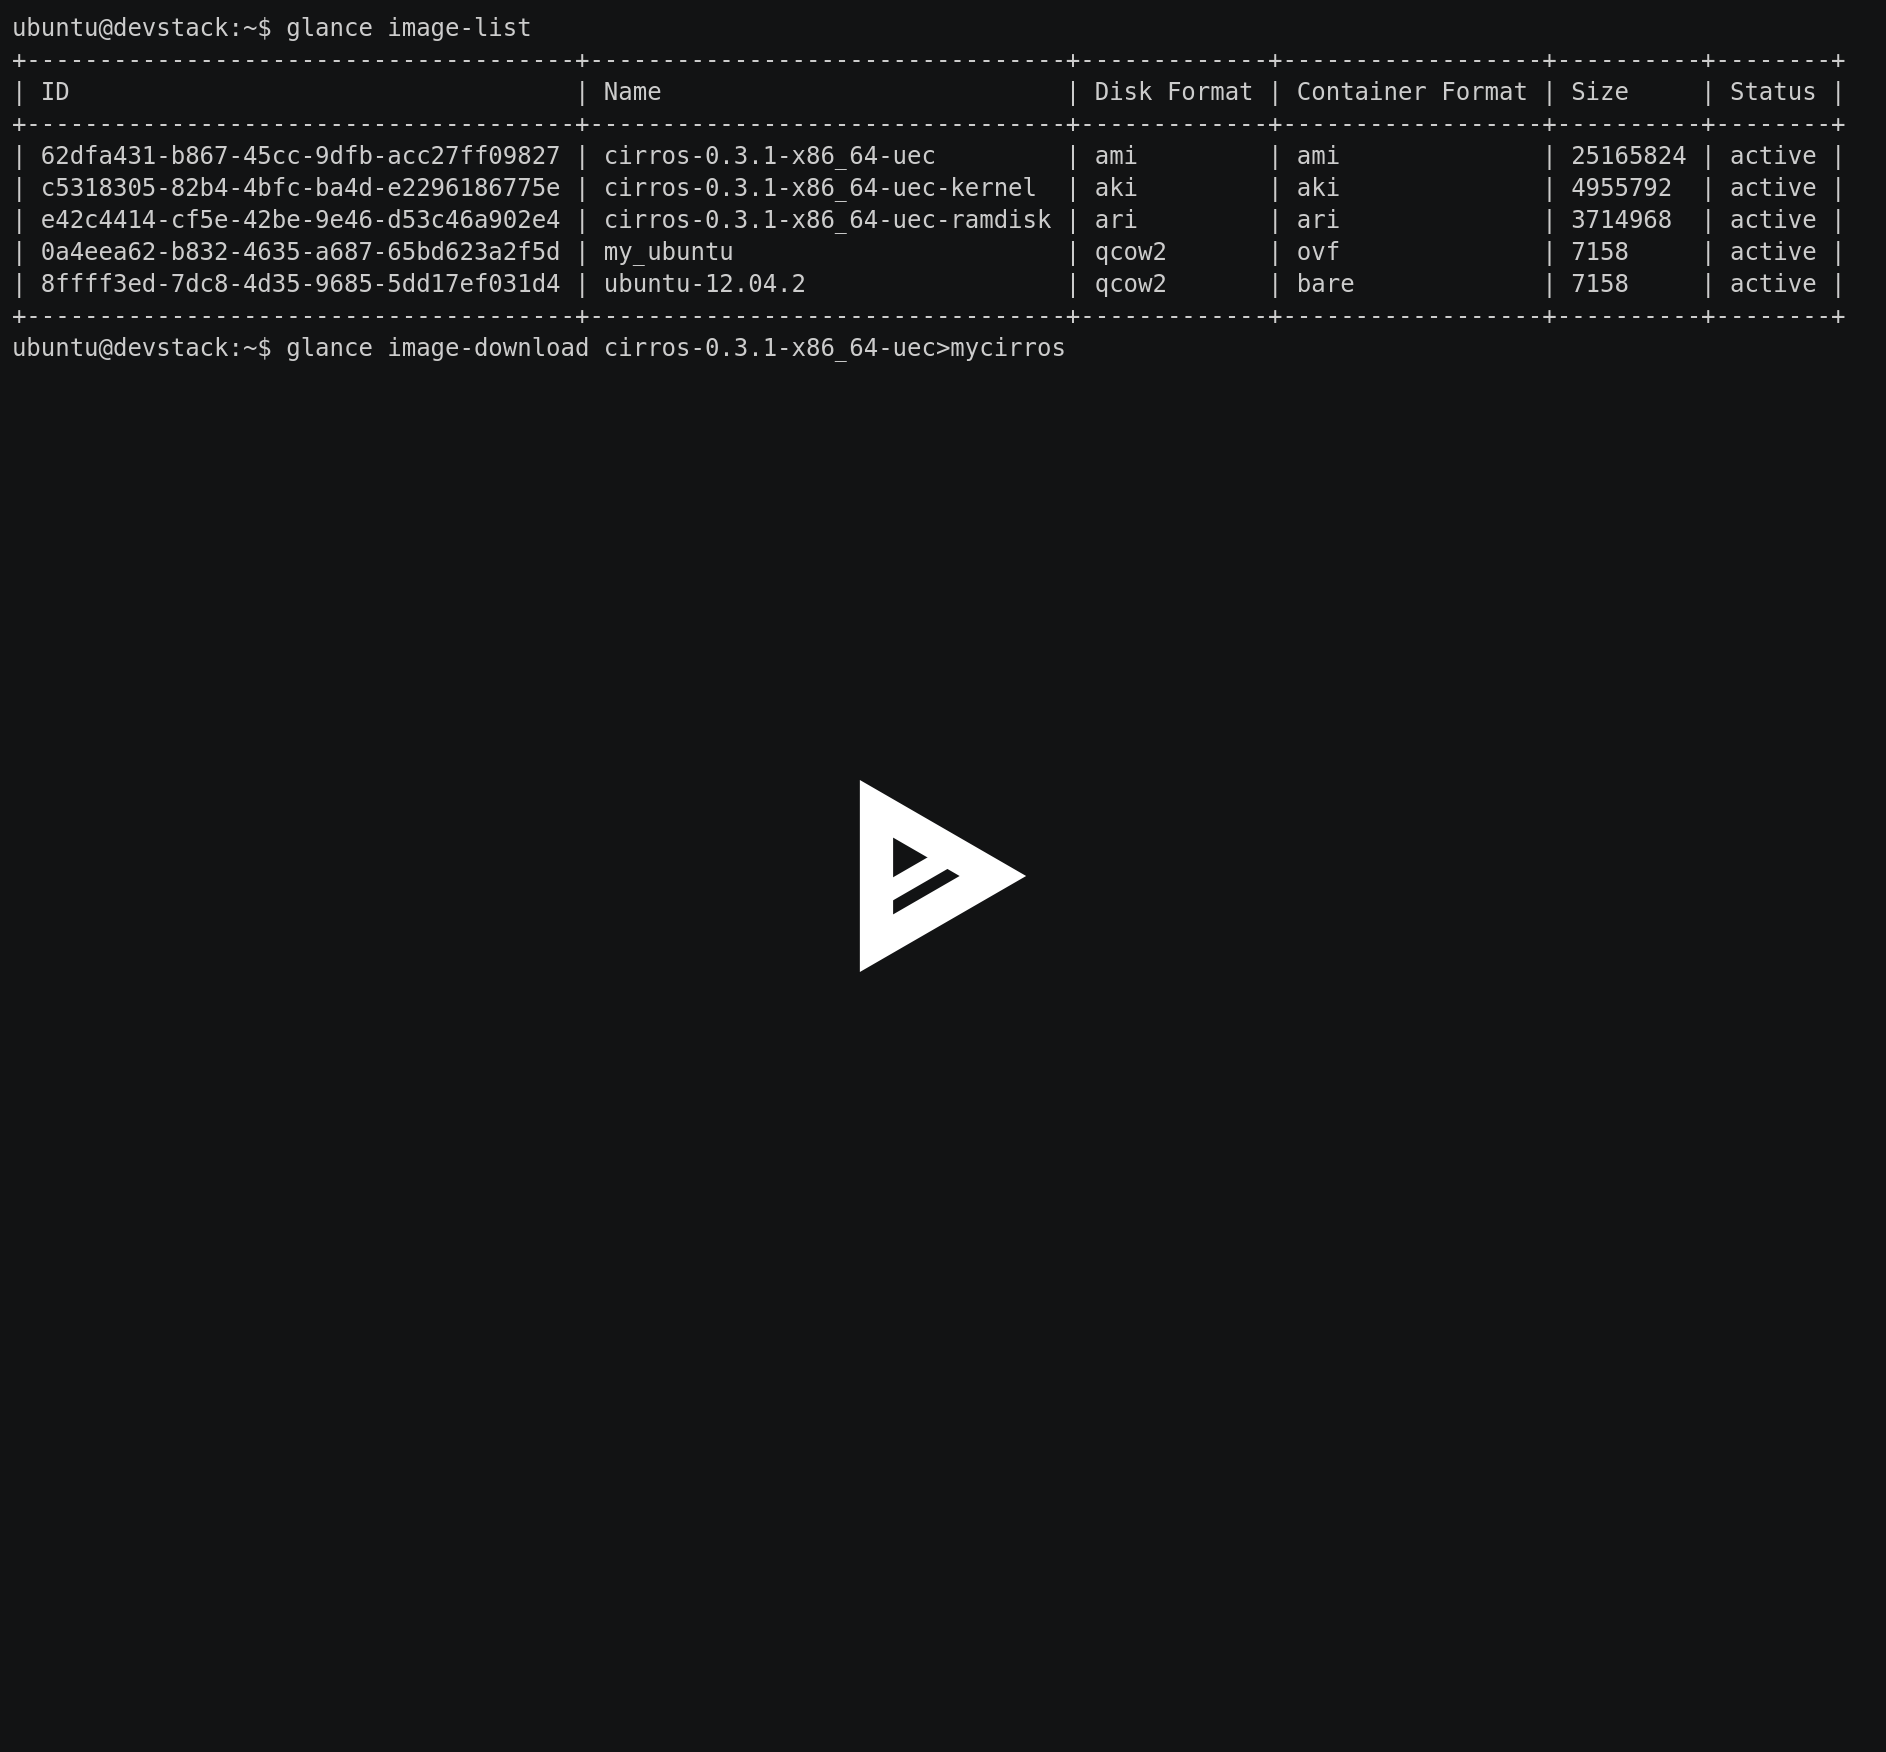 ubuntu@devstack:~$ glance image-list
+--------------------------------------+---------------------------------+-------------+------------------+----------+--------+
| ID                                   | Name                            | Disk Format | Container Format | Size     | Status |
+--------------------------------------+---------------------------------+-------------+------------------+----------+--------+
| 62dfa431-b867-45cc-9dfb-acc27ff09827 | cirros-0.3.1-x86_64-uec         | ami         | ami              | 25165824 | active |
| c5318305-82b4-4bfc-ba4d-e2296186775e | cirros-0.3.1-x86_64-uec-kernel  | aki         | aki              | 4955792  | active |
| e42c4414-cf5e-42be-9e46-d53c46a902e4 | cirros-0.3.1-x86_64-uec-ramdisk | ari         | ari              | 3714968  | active |
| 0a4eea62-b832-4635-a687-65bd623a2f5d | my_ubuntu                       | qcow2       | ovf              | 7158     | active |
| 8ffff3ed-7dc8-4d35-9685-5dd17ef031d4 | ubuntu-12.04.2                  | qcow2       | bare             | 7158     | active |
+--------------------------------------+---------------------------------+-------------+------------------+----------+--------+
ubuntu@devstack:~$ glance image-download cirros-0.3.1-x86_64-uec>mycirros